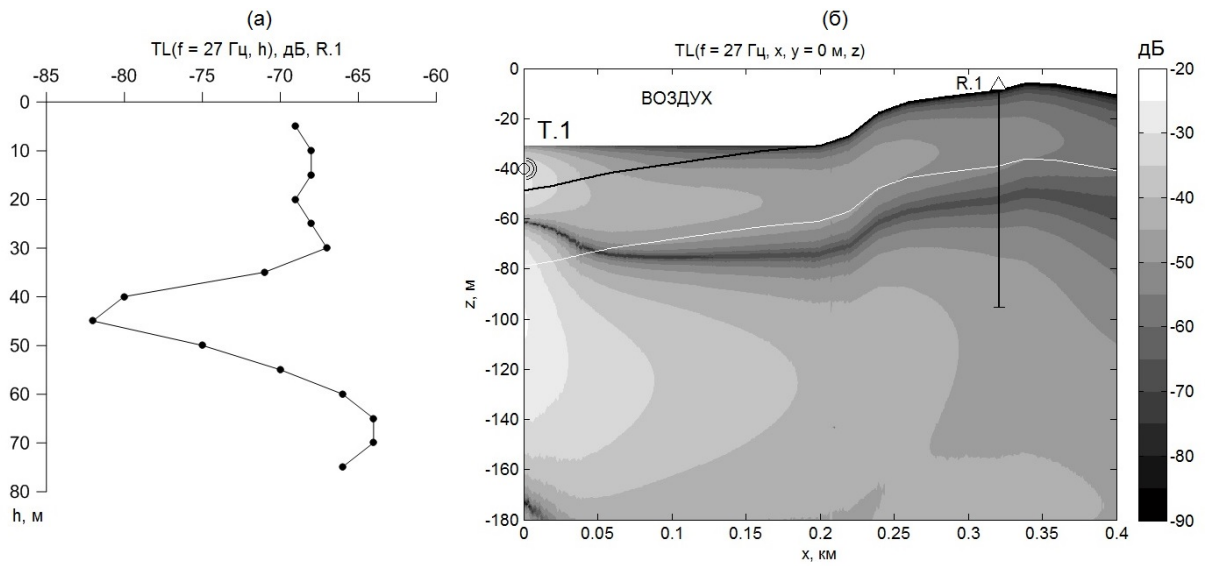 (а)
TL(f = 27 Гц, h), дБ, R.1
-85 -80 -75 -70 -65 -60
0
10
20
30
40
50
60
70
80
h, м
(б)
TL(f = 27 Гц, x, y = 0 м, z)
0
-20
-40
-60
-80
-100
-120
-140
-160
-180
z, м
ВОЗДУХ
R.1
T.1
0 0.05 0.1 0.15 0.2 0.25 0.3 0.35 0.4
x, км
дБ
-20
-30
-40
-50
-60
-70
-80
-90